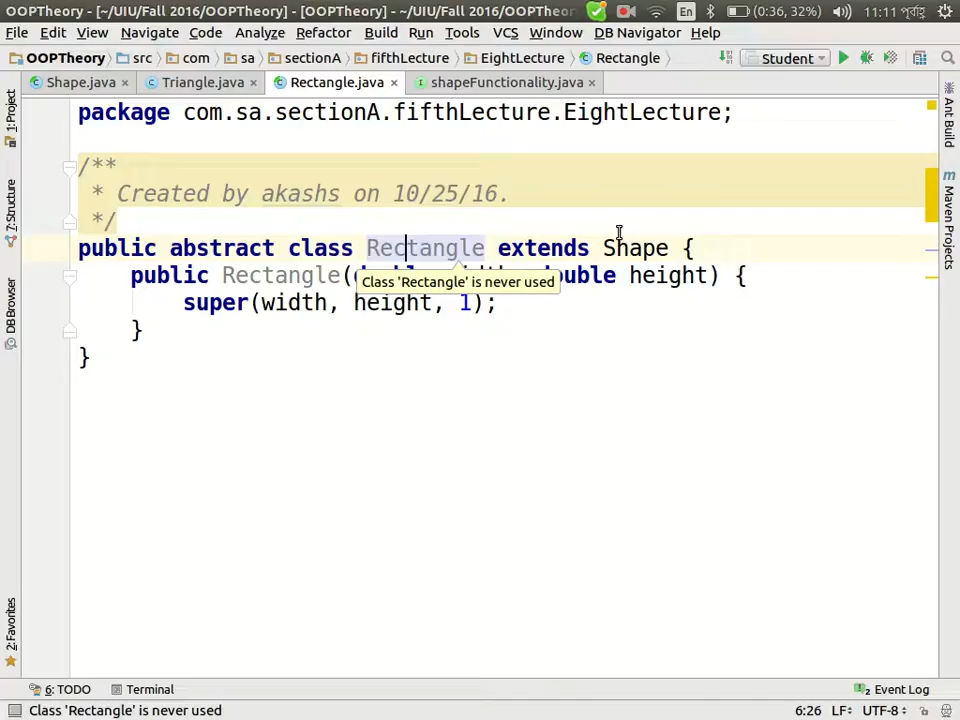 OOPTheory - [~/UIU/Fall 2016/OOPTheory] - [OOPTheory] - ~/UIU/Fall 2016/OOPTheo
En
(0:36, 32%)
11:11 পূর্বাহ্ণ
File Edit View Navigate Code Analyze Refactor Build Run Tools VCS Window DB Navigator Help
OOPTheory src com sa sectionA fifthLecture EightLecture Rectangle Student
Shape.java × Triangle.java × Rectangle.java × shapeFunctionality.java ×
1: Project
7: Structure
DB Browser
2: Favorites
package com.sa.sectionA.fifthLecture.EightLecture;
/**
* Created by akashs on 10/25/16.
*/
public abstract class Rectangle extends Shape {
public Rectangle( double height) {
Class 'Rectangle' is never used
super(width, height, 1);
}
}
Ant Build
Maven Projects
6: TODO Terminal Event Log
Class 'Rectangle' is never used 6:26 LF÷ UTF-8÷